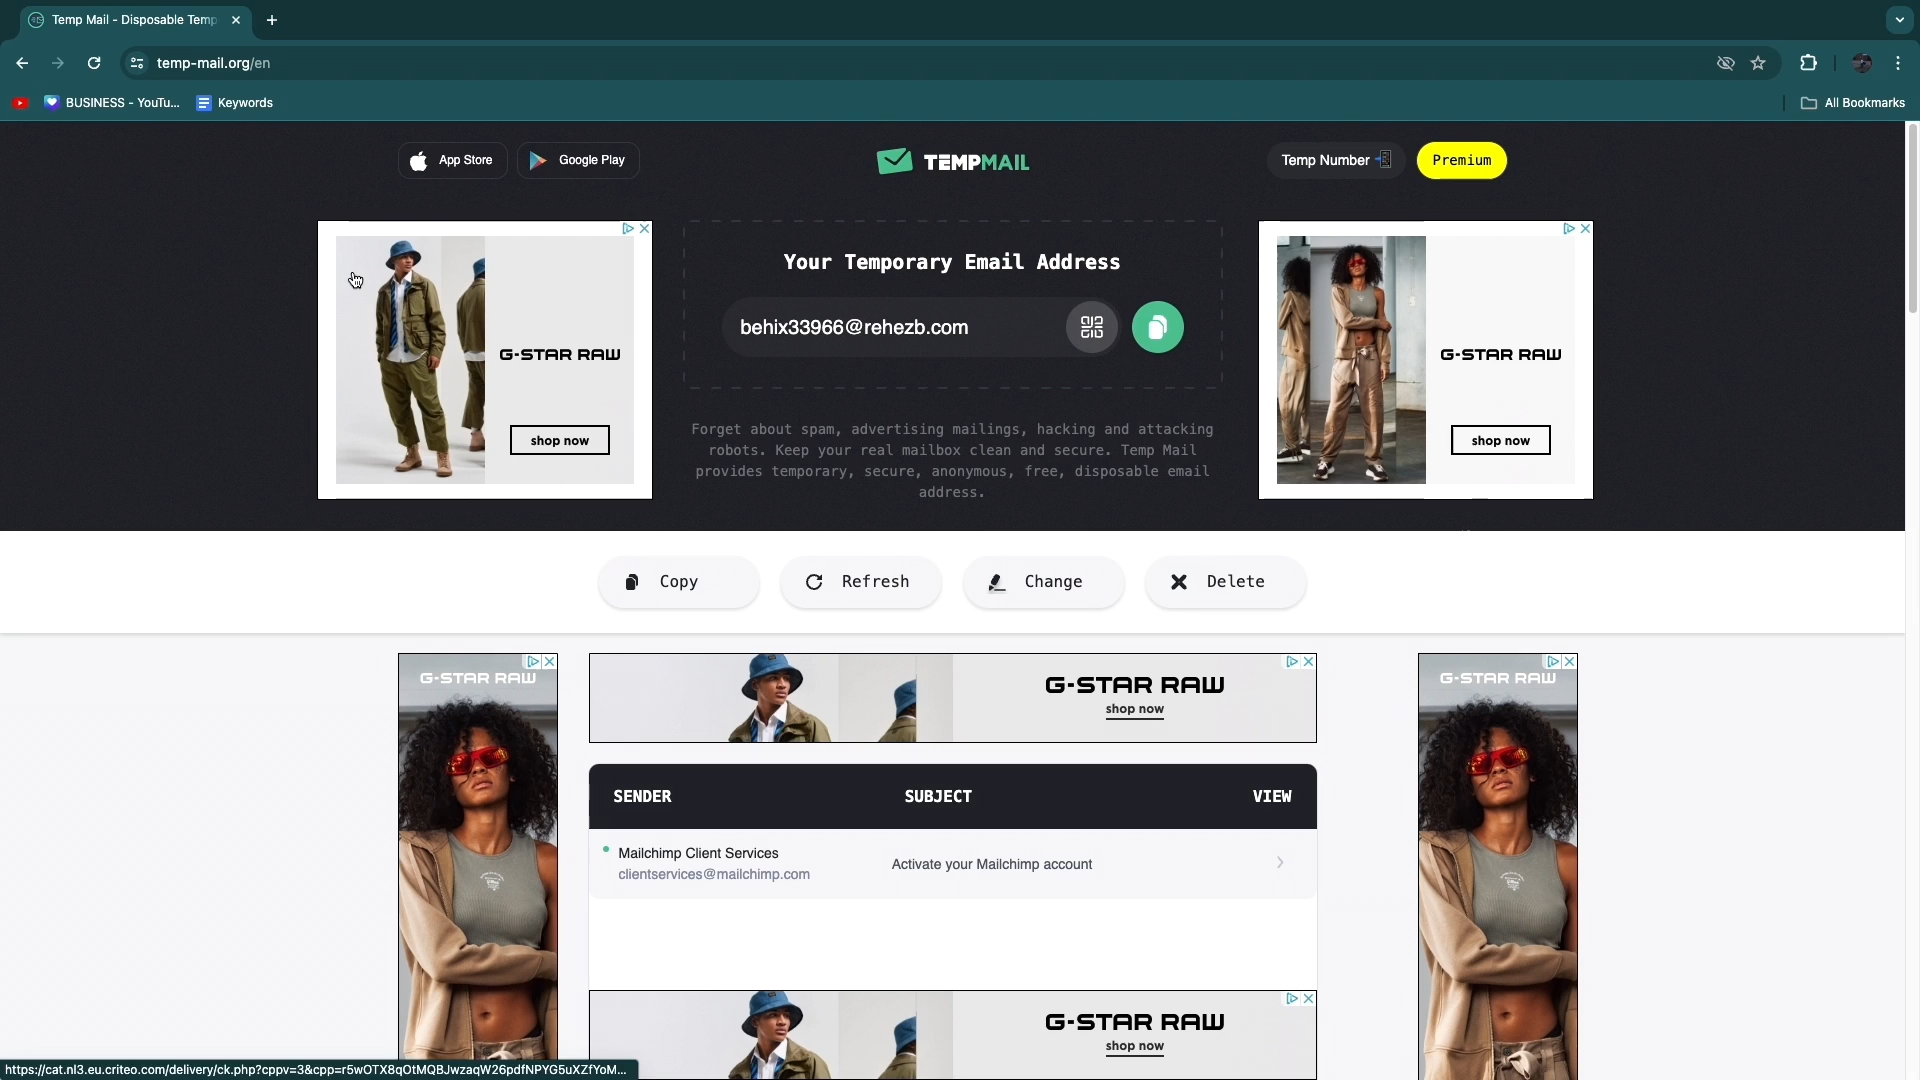 Temp Mail - Disposable Temp
temp-mail.org/en
BUSINESS - YouTu...
Keywords
All Bookmarks
App Store
Google Play
TEMPMAIL
Temp Number
Premium
Your Temporary Email Address
behix33966@rehezb.com
G-STAR RAW
shop now
G-STAR RAW
shop now
Forget about spam, advertising mailings, hacking and attacking
robots. Keep your real mailbox clean and secure. Temp Mail
provides temporary, secure, anonymous, free, disposable email
address.
Copy
Refresh
Change
Delete
G-STAR RAW
G-STAR RAW
shop now
G-STAR RAW
SENDER
SUBJECT
VIEW
Mailchimp Client Services
clientservices@mailchimp.com
Activate your Mailchimp account
G-STAR RAW
shop now
https://cat.nl3.eu.criteo.com/delivery/ck.php?cppv=3&cpp=r5wOTX8qOtMQBJwzaqW26pdfNPYG5uXZfYoM...